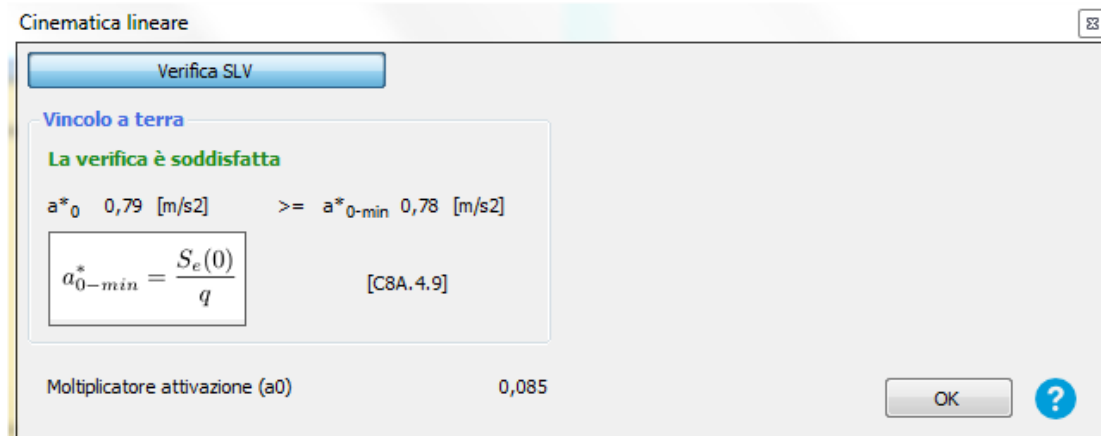 Cinematica lineare
Verifica SLV
Vincolo a terra
La verifica è soddisfatta
a*0 0,79 [m/s2] >= a*0-min 0,78 [m/s2]
a*0−min = Se(0)/q [C8A.4.9]
Moltiplicatore attivazione (a0) 0,085
OK ?